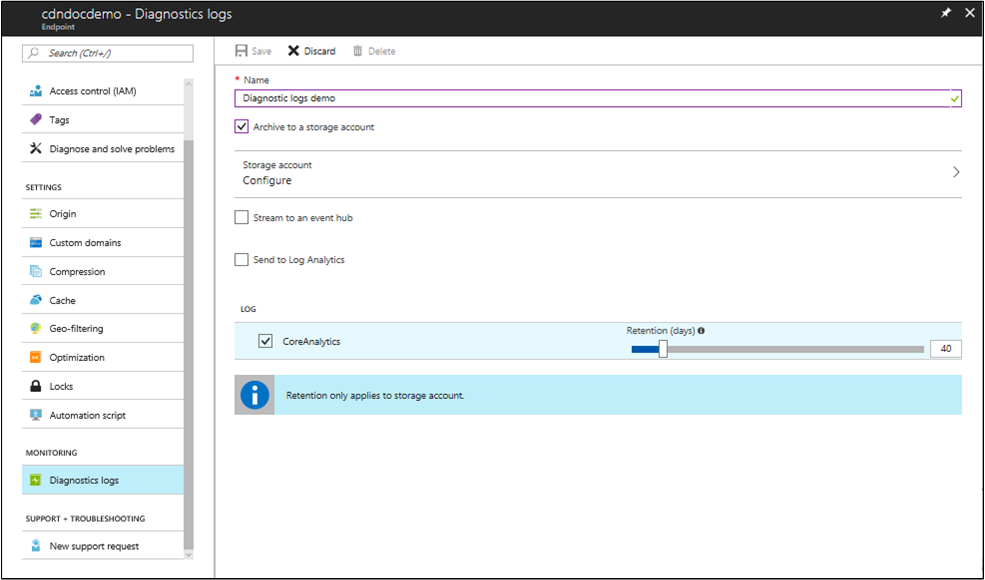 cdndocdemo - Diagnostics logs
Endpoint
Search (Ctrl+/)
Access control (IAM)
Tags
Diagnose and solve problems
SETTINGS
Origin
Custom domains
Compression
Cache
Geo-filtering
Optimization
Locks
Automation script
MONITORING
Diagnostics logs
SUPPORT + TROUBLESHOOTING
New support request
Save Discard Delete
* Name
Diagnostic logs demo
Archive to a storage account
Storage account
Configure
Stream to an event hub
Send to Log Analytics
LOG
CoreAnalytics
Retention (days)
40
Retention only applies to storage account.